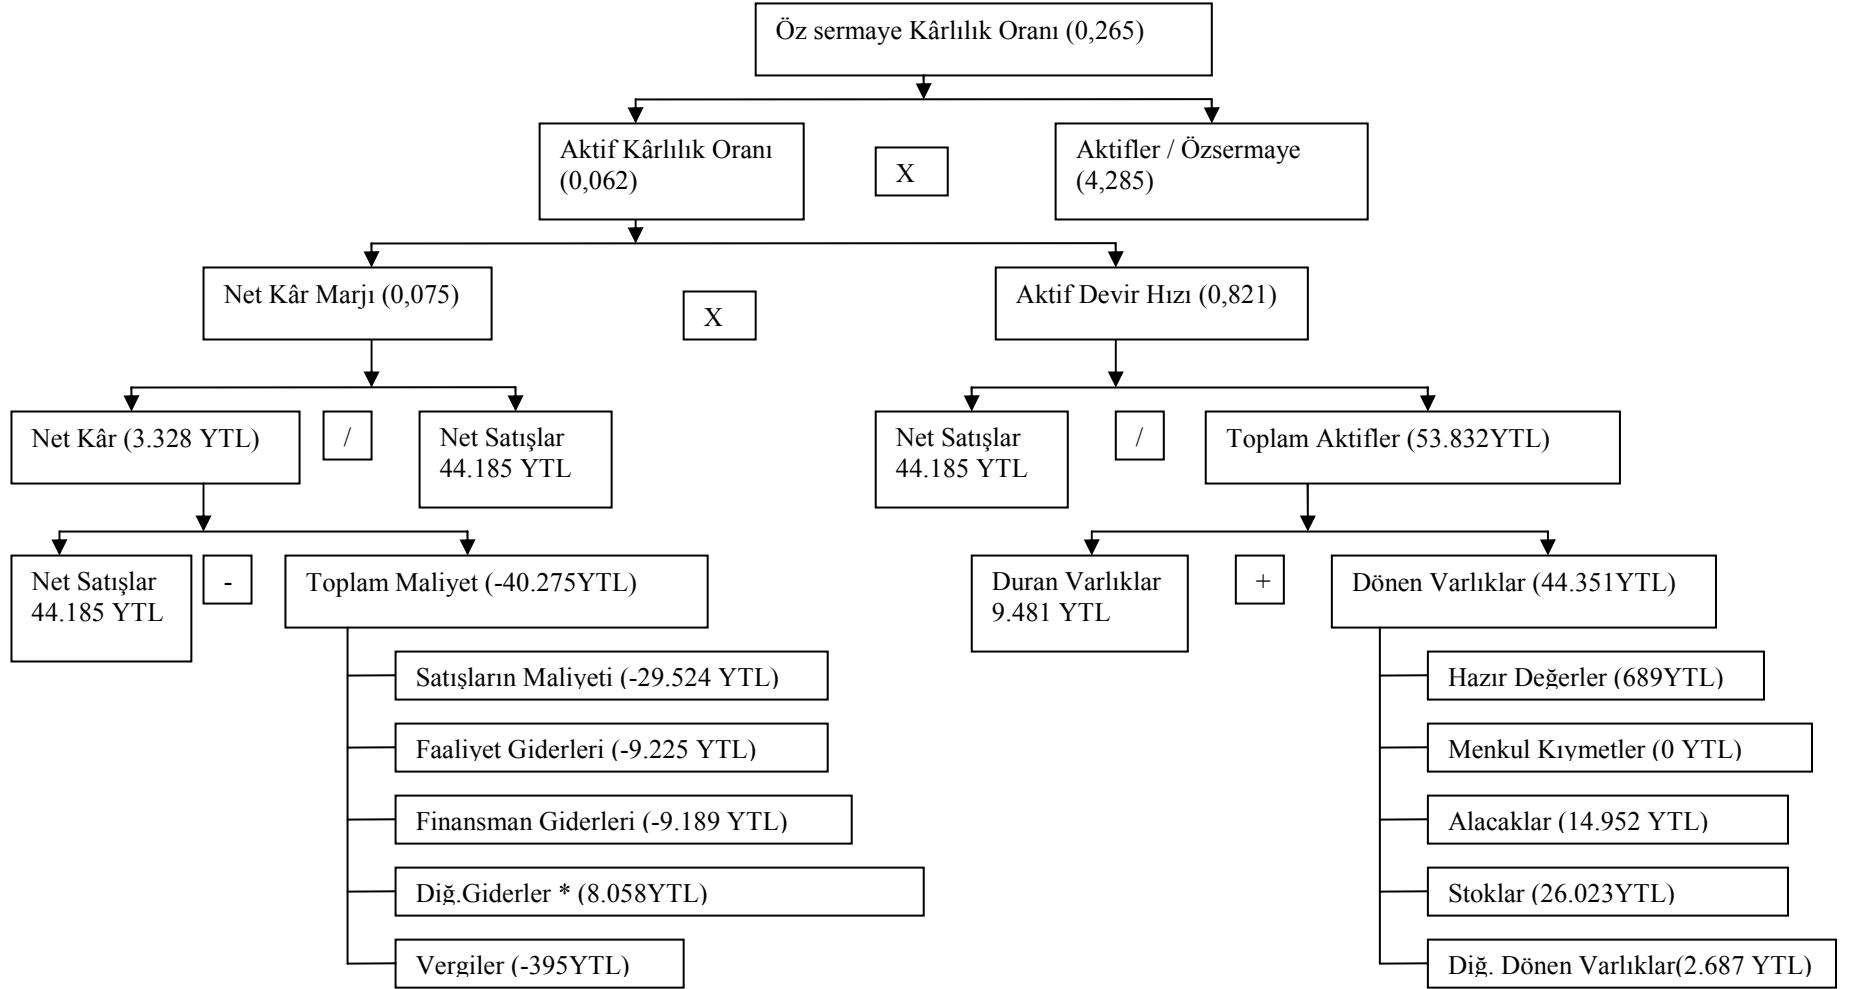 Öz sermaye Kârlılık Oranı (0,265)
Aktif Kârlılık Oranı
(0,062)
X
Aktifler / Özsermaye
(4,285)
Net Kâr Marjı (0,075)
X
Aktif Devir Hızı (0,821)
Net Kâr (3.328 YTL)
/
Net Satışlar
44.185 YTL
Net Satışlar
44.185 YTL
/
Toplam Aktifler (53.832YTL)
Net Satışlar
44.185 YTL
-
Toplam Maliyet (-40.275YTL)
Duran Varlıklar
9.481 YTL
+
Dönen Varlıklar (44.351YTL)
Satışların Maliyeti (-29.524 YTL)
Faaliyet Giderleri (-9.225 YTL)
Finansman Giderleri (-9.189 YTL)
Diğ.Giderler * (8.058YTL)
Vergiler (-395YTL)
Hazır Değerler (689YTL)
Menkul Kıymetler (0 YTL)
Alacaklar (14.952 YTL)
Stoklar (26.023YTL)
Diğ. Dönen Varlıklar(2.687 YTL)